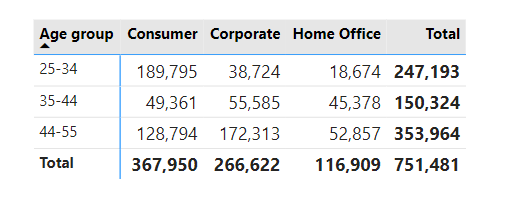 Age group Consumer Corporate Home Office Total
25-34 189,795 38,724 18,674 247,193
35-44 49,361 55,585 45,378 150,324
44-55 128,794 172,313 52,857 353,964
Total 367,950 266,622 116,909 751,481